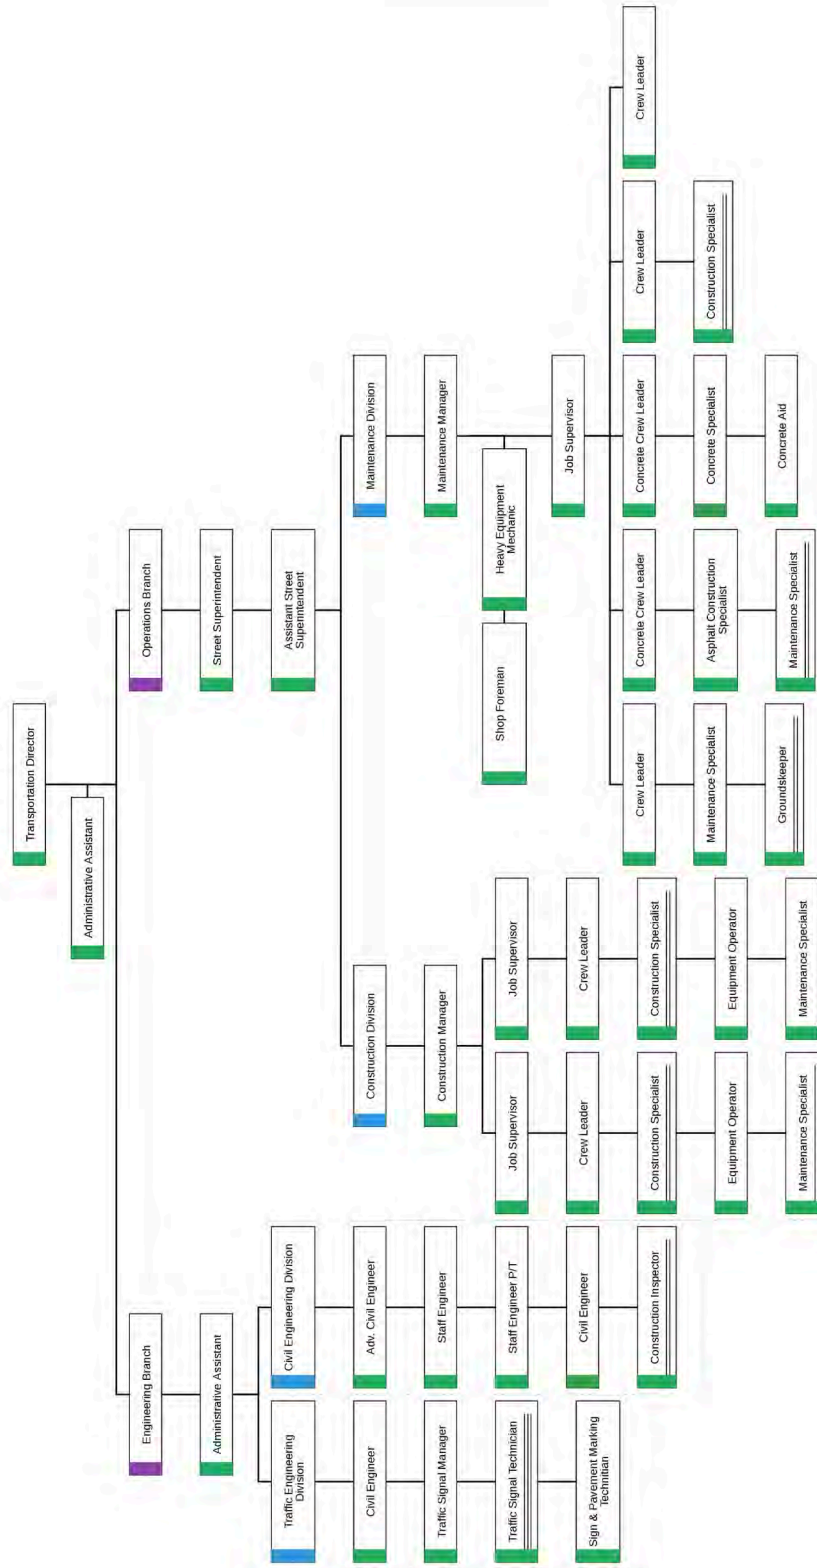 Transportation Director
Administrative Assistant
Engineering Branch
Operations Branch
Administrative Assistant
Street Superintendent
Traffic Engineering
Division
Civil Engineering Division
Assistant Street
Superintendent
Civil Engineer
Adv. Civil Engineer
Construction Division
Maintenance Division
Traffic Signal Manager
Staff Engineer
Construction Manager
Maintenance Manager
Traffic Signal Technician
Staff Engineer P/T
Job Supervisor
Job Supervisor
Shop Foreman
Heavy Equipment
Mechanic
Job Supervisor
Sign & Pavement Marking
Technitian
Civil Engineer
Crew Leader
Crew Leader
Crew Leader
Concrete Crew Leader
Concrete Crew Leader
Crew Leader
Crew Leader
Construction Inspector
Construction Specialist
Construction Specialist
Maintenance Specialist
Asphalt Construction
Specialist
Concrete Specialist
Construction Specialist
Equipment Operator
Equipment Operator
Groundskeeper
Maintenance Specialist
Concrete Aid
Maintenance Specialist
Maintenance Specialist